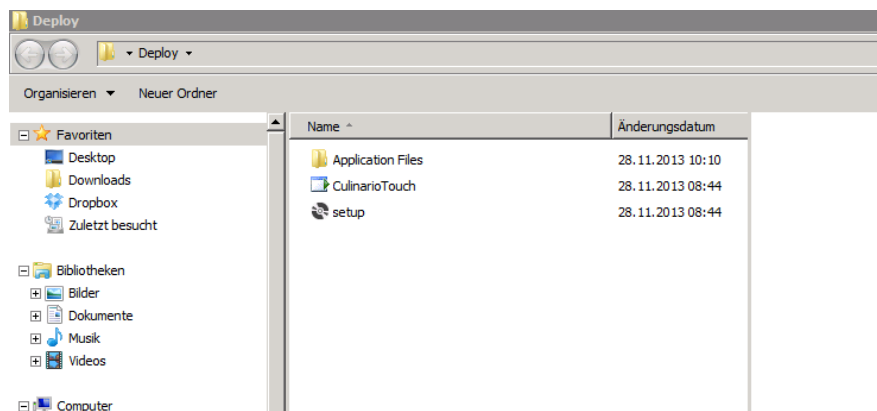 Deploy
Deploy
Organisieren Neuer Ordner
Favoriten
Desktop
Downloads
Dropbox
Zuletzt besucht
Bibliotheken
Bilder
Dokumente
Musik
Videos
Computer
Name Änderungsdatum
Application Files 28.11.2013 10:10
CulinarioTouch 28.11.2013 08:44
setup 28.11.2013 08:44